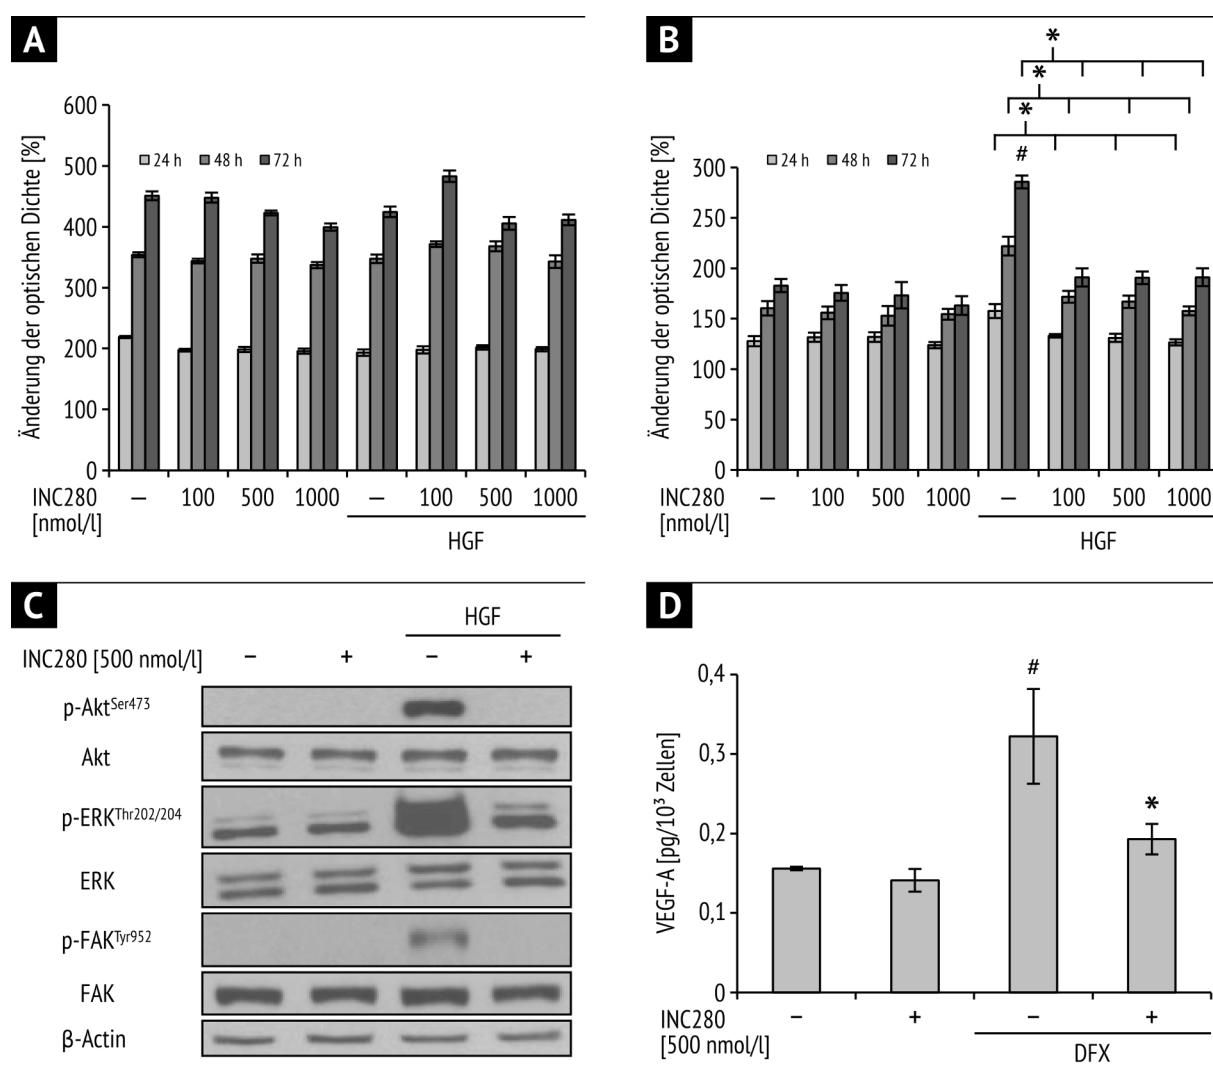 A
600
500
400
300
200
100
0
Änderung der optischen Dichte [%]
24 h 48 h 72 h
INC280 – 100 500 1000 – 100 500 1000
[nmol/l]
HGF
B
*
*
*
#
300
250
200
150
100
50
0
Änderung der optischen Dichte [%]
24 h 48 h 72 h
INC280 – 100 500 1000 – 100 500 1000
[nmol/l]
HGF
C
HGF
INC280 [500 nmol/l] – + – +
p-AktSer473
Akt
p-ERKThr202/204
ERK
p-FAKTyr952
FAK
β-Actin
D
0,4
0,3
0,2
0,1
0
VEGF-A [pg/10³ Zellen]
#
*
INC280 – + – +
[500 nmol/l]
DFX